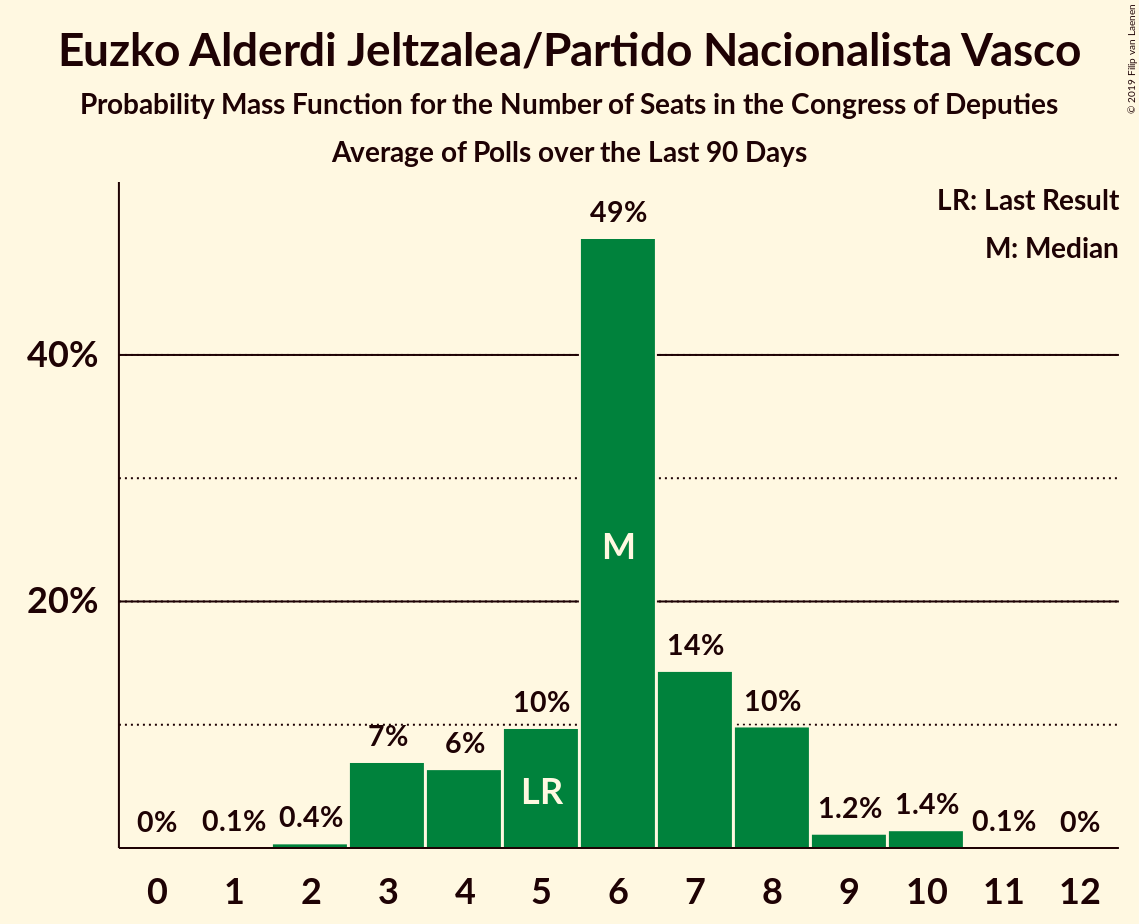 Euzko Alderdi Jeltzalea/Partido Nacionalista Vasco
Probability Mass Function for the Number of Seats in the Congress of Deputies
Average of Polls over the Last 90 Days
© 2019 Filip van Laenen
LR: Last Result
M: Median
49%
40%
M
20%
14%
10%
10%
7%
6%
LR
0%
0.1%
0.4%
1.2%
1.4%
0.1%
0%
0 1 2 3 4 5 6 7 8 9 10 11 12